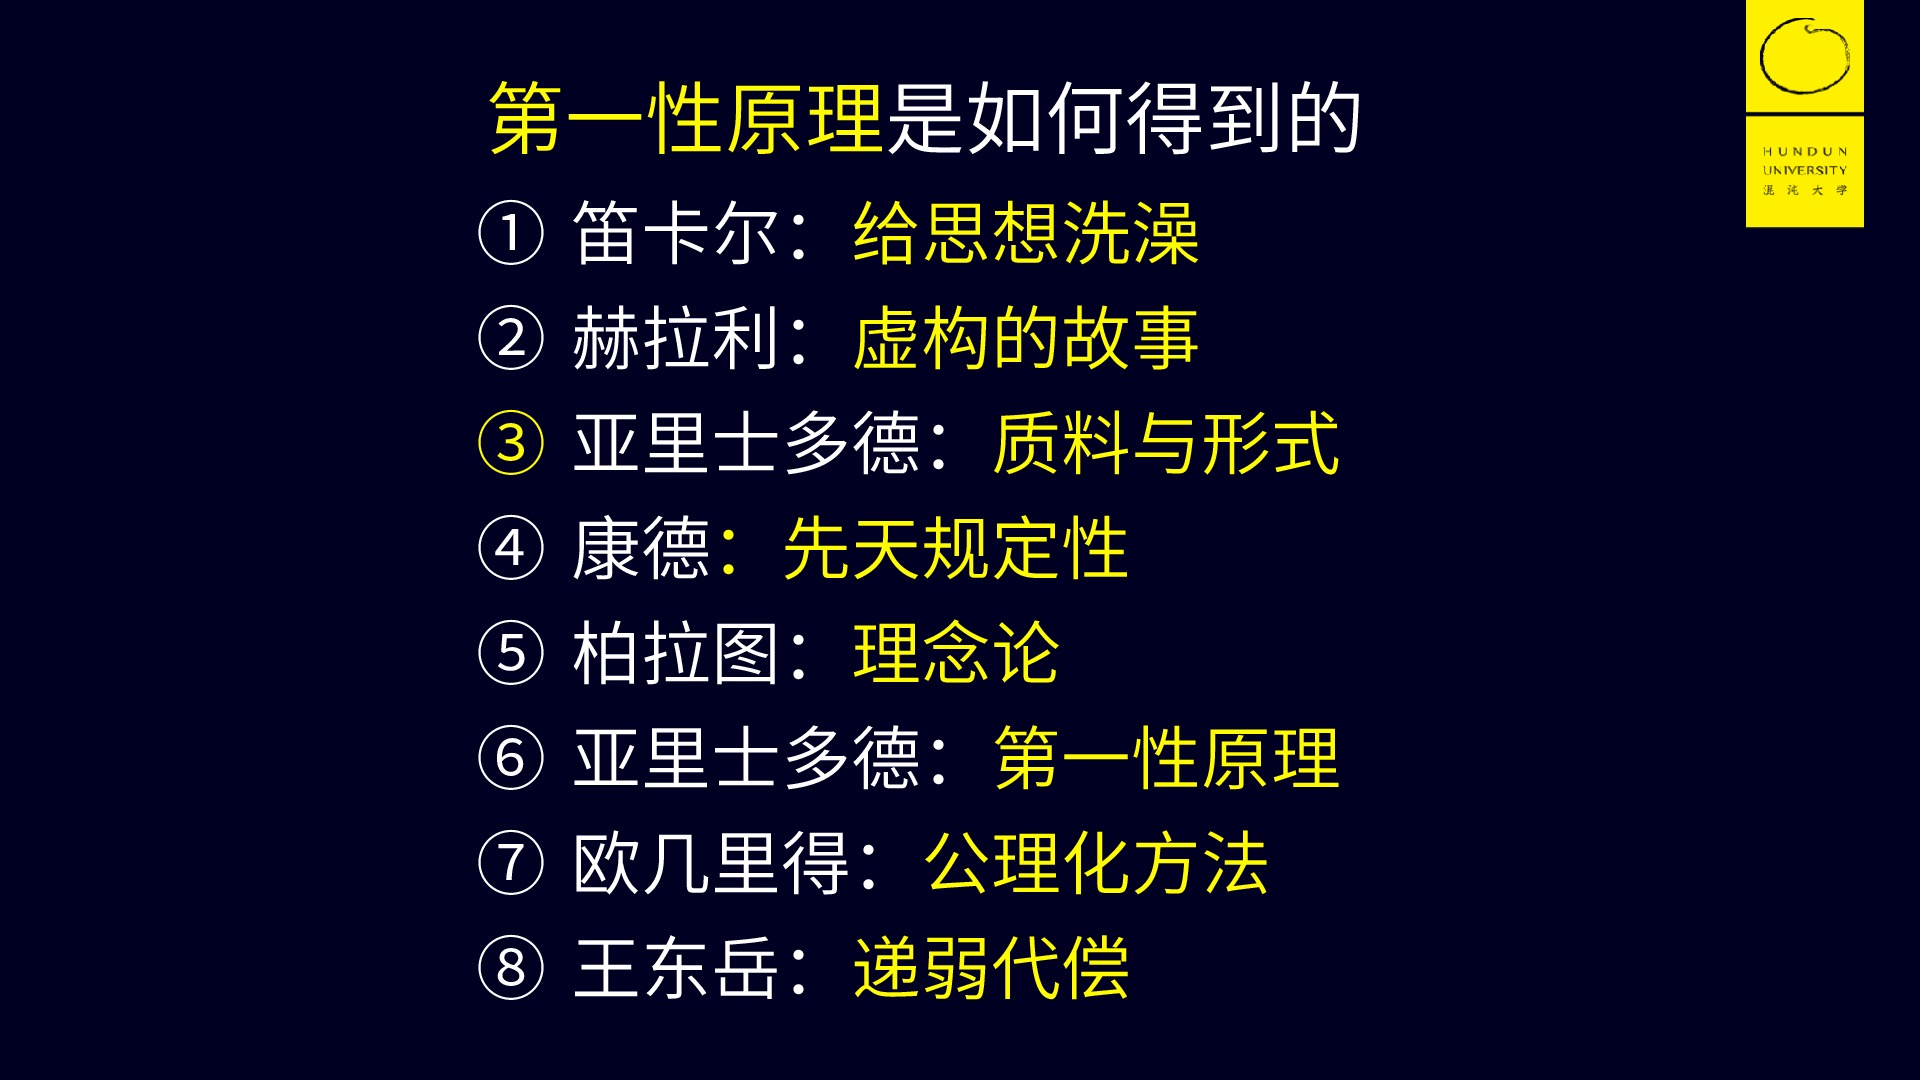 第一性原理是如何得到的
① 笛卡尔：给思想洗澡
② 赫拉利：虚构的故事
③ 亚里士多德：质料与形式
④ 康德：先天规定性
⑤ 柏拉图：理念论
⑥ 亚里士多德：第一性原理
⑦ 欧几里得：公理化方法
⑧ 王东岳：递弱代偿
HUNDUN
UNIVERSITY
混沌大学